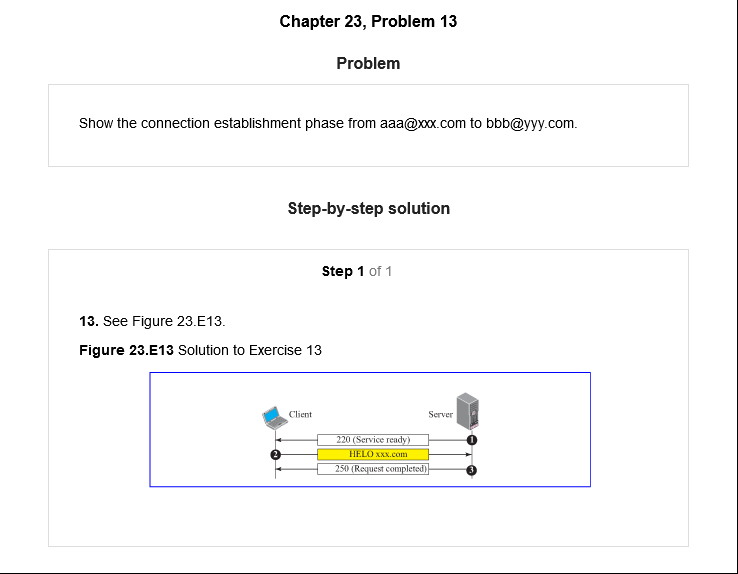 Chapter 23, Problem 13
Problem
Show the connection establishment phase from aaa@xxx.com to bbb@yyy.com.
Step-by-step solution
Step 1 of 1
13. See Figure 23.E13.
Figure 23.E13 Solution to Exercise 13
Client Server
220 (Service ready) 1
2 HELO xxx.com
250 (Request completed) 3